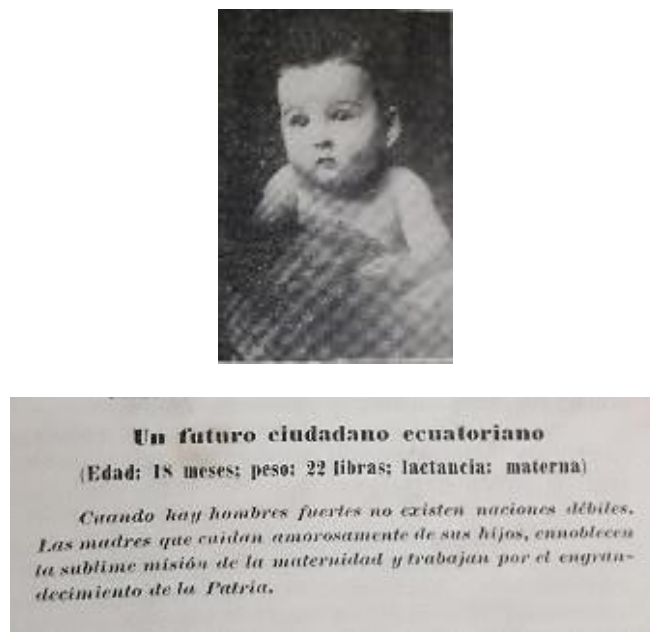 Un futuro ciudadano ecuatoriano
(Edad: 18 meses; peso: 22 libras; lactancia: materna)
Cuando hay hombres fuertes no existen naciones débiles.
Las madres que cuidan amorosamente de sus hijos, ennoblecen
la sublime misión de la maternidad y trabajan por el engran-
decimiento de la Patria.